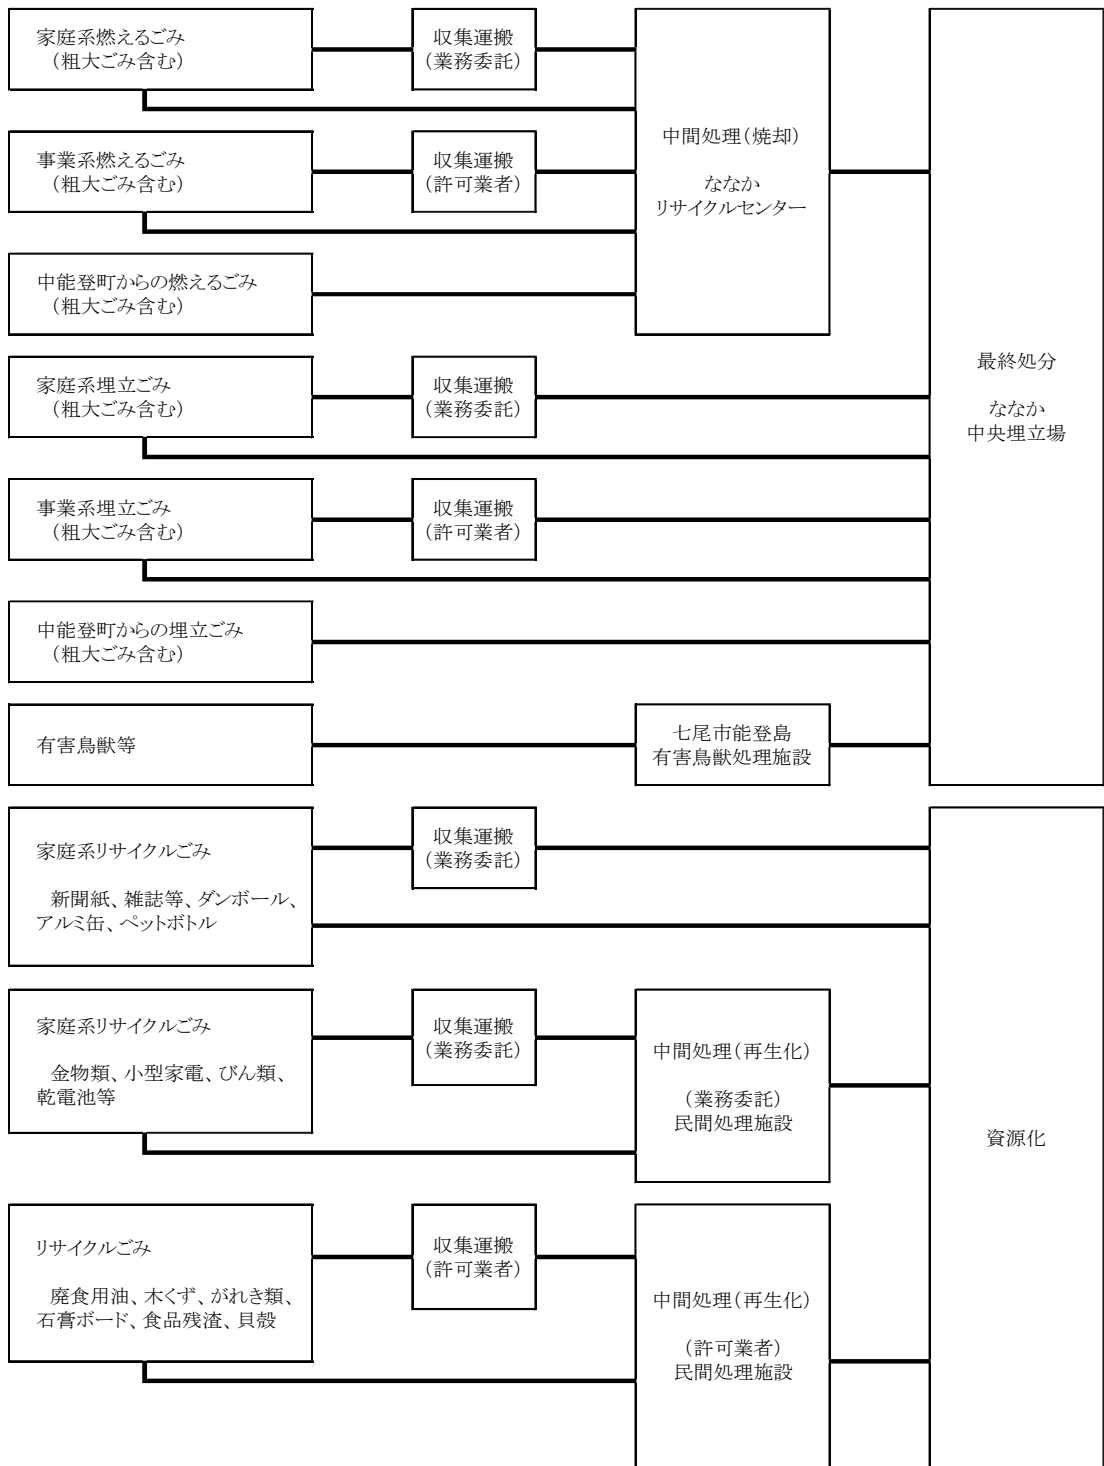 家庭系燃えるごみ
（粗大ごみ含む）
収集運搬
（業務委託）
中間処理（焼却）
ななか
リサイクルセンター
事業系燃えるごみ
（粗大ごみ含む）
収集運搬
（許可業者）
中能登町からの燃えるごみ
（粗大ごみ含む）
家庭系埋立ごみ
（粗大ごみ含む）
収集運搬
（業務委託）
最終処分
ななか
中央埋立場
事業系埋立ごみ
（粗大ごみ含む）
収集運搬
（許可業者）
中能登町からの埋立ごみ
（粗大ごみ含む）
有害鳥獣等
七尾市能登島
有害鳥獣処理施設
家庭系リサイクルごみ
新聞紙、雑誌等、ダンボール、
アルミ缶、ペットボトル
収集運搬
（業務委託）
家庭系リサイクルごみ
金物類、小型家電、びん類、
乾電池等
収集運搬
（業務委託）
中間処理（再生化）
（業務委託）
民間処理施設
資源化
リサイクルごみ
廃食用油、木くず、がれき類、
石膏ボード、食品残渣、貝殻
収集運搬
（許可業者）
中間処理（再生化）
（許可業者）
民間処理施設